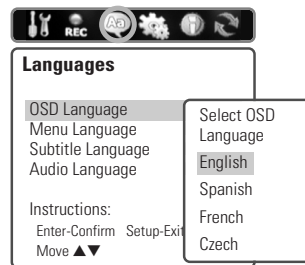 REC
Aa
Languages
OSD Language
Menu Language
Subtitle Language
Audio Language
Instructions:
Enter-Confirm Setup-Exit
Move ▲▼
Select OSD
Language
English
Spanish
French
Czech